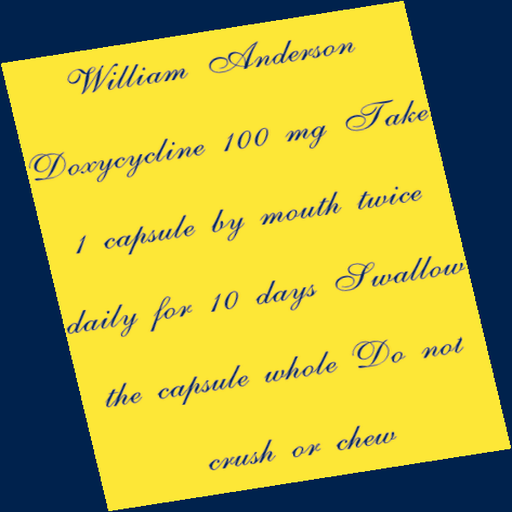 William Anderson
Doxycycline 100 mg Take
1 capsule by mouth twice
daily for 10 days Swallow
the capsule whole Do not
crush or chew